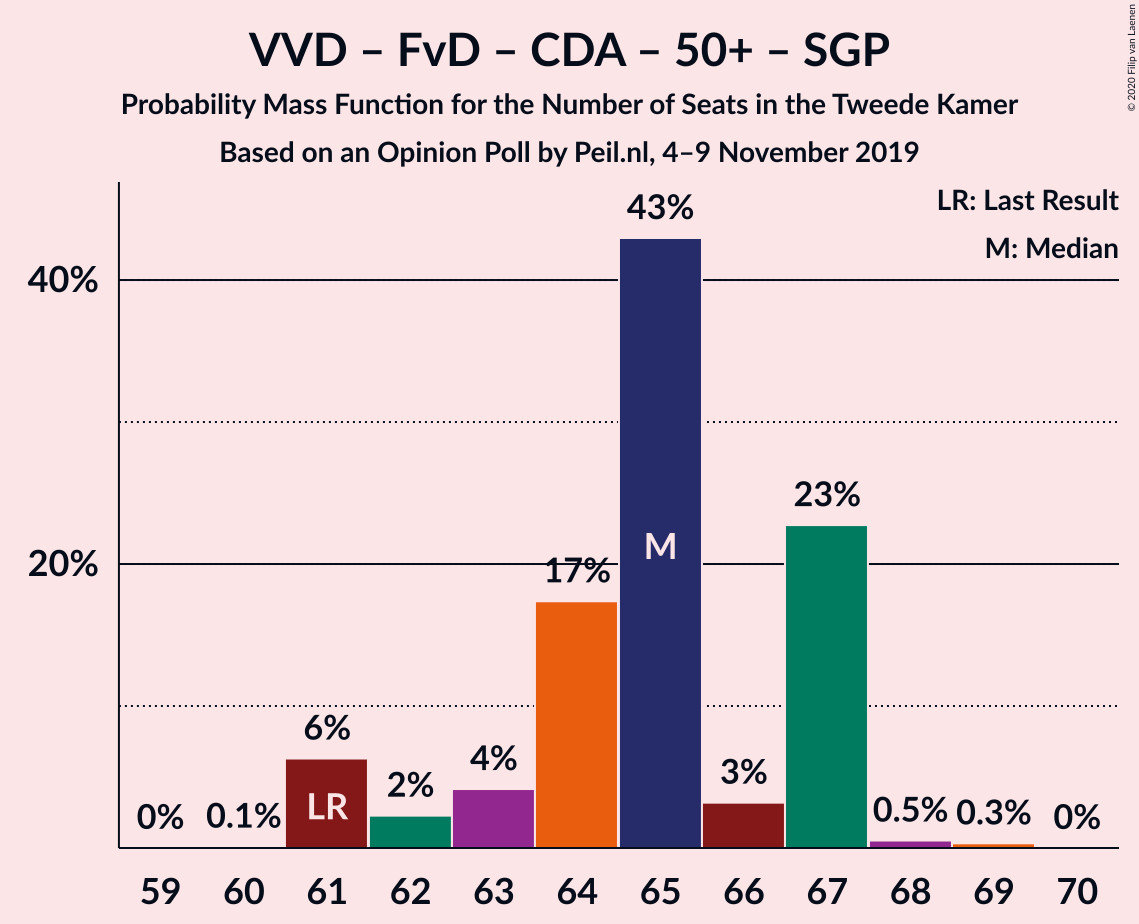 VVD – FvD – CDA – 50+ – SGP
Probability Mass Function for the Number of Seats in the Tweede Kamer
Based on an Opinion Poll by Peil.nl, 4–9 November 2019
© 2020 Filip van Laenen
LR: Last Result
M: Median
43%
40%
23%
M
20%
17%
6%
4%
3%
2%
LR
0%
0.1%
0.5%
0.3%
0%
59 60 61 62 63 64 65 66 67 68 69 70